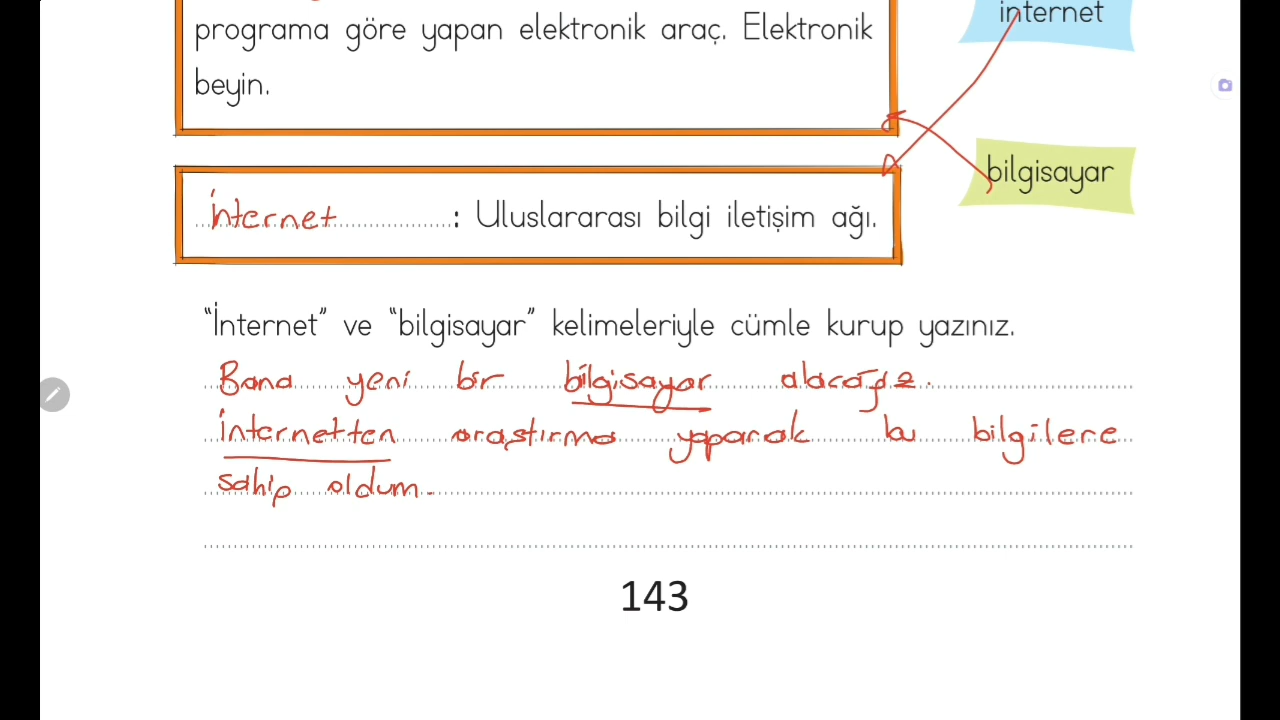 programa göre yapan elektronik araç. Elektronik
beyin.
internet
bilgisayar
İnternet : Uluslararası bilgi iletişim ağı.
“İnternet” ve “bilgisayar” kelimeleriyle cümle kurup yazınız.
Bana yeni bir bilgisayar alacağız.
İnternetten araştırma yaparak bu bilgilere
sahip oldum.
143